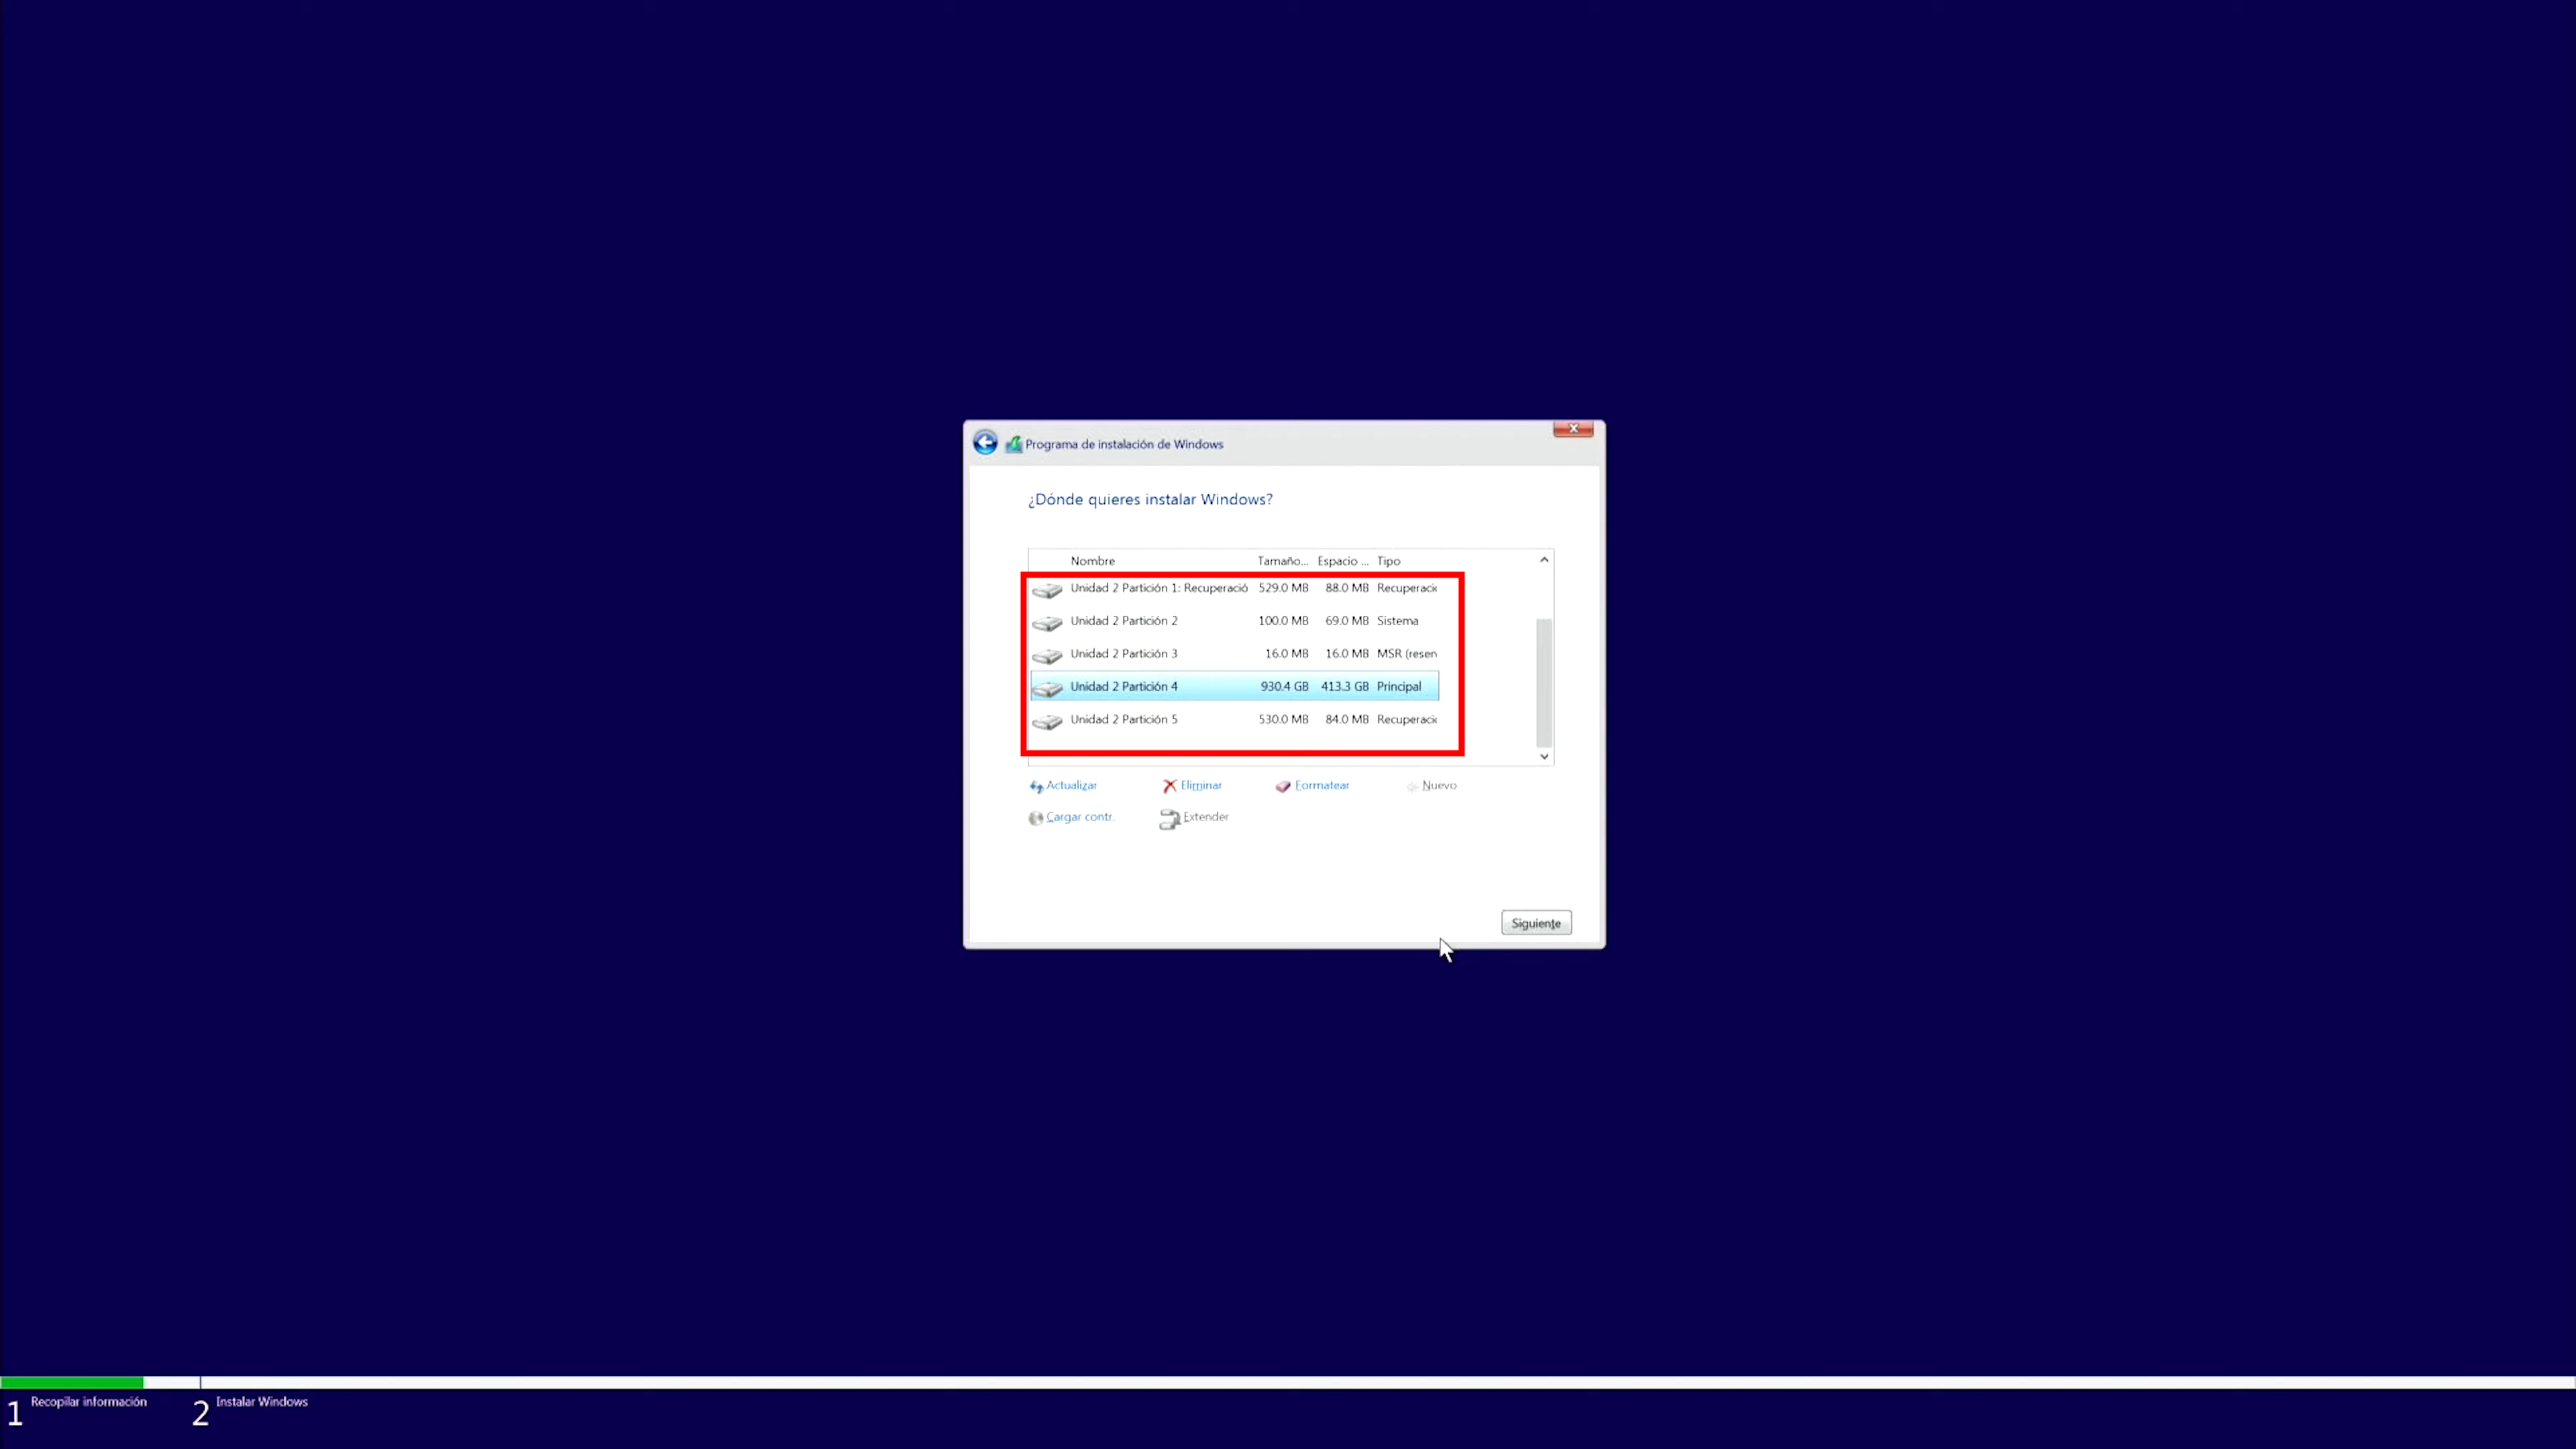 Programa de instalación de Windows
¿Dónde quieres instalar Windows?
Nombre Tamaño... Espacio ... Tipo
Unidad 2 Partición 1: Recuperació 529.0 MB 88.0 MB Recuperació
Unidad 2 Partición 2 100.0 MB 69.0 MB Sistema
Unidad 2 Partición 3 16.0 MB 16.0 MB MSR (reser
Unidad 2 Partición 4 930.4 GB 413.3 GB Principal
Unidad 2 Partición 5 530.0 MB 84.0 MB Recuperació
Actualizar Eliminar Formatear Nuevo
Cargar contr. Extender
Siguiente
1 Recopilar información 2 Instalar Windows